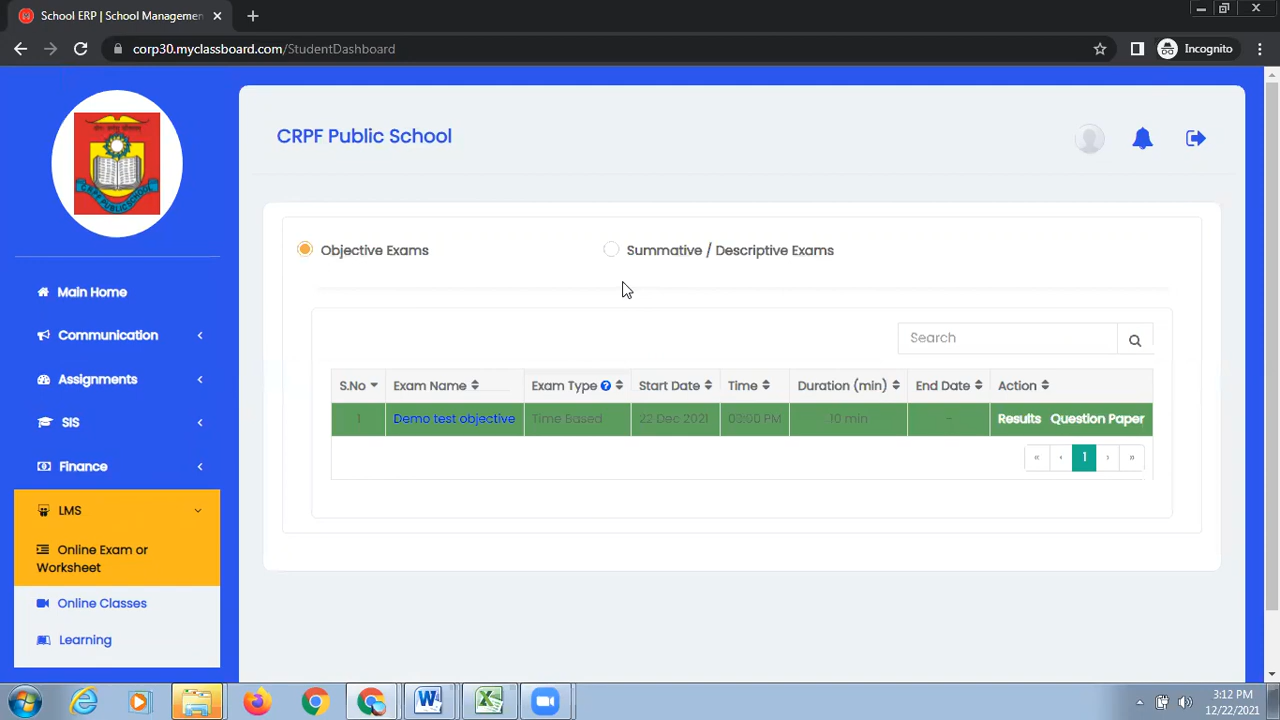 School ERP | School Managemen
corp30.myclassboard.com/StudentDashboard
Incognito
CRPF PUBLIC SCHOOL
CRPF Public School
Objective Exams
Summative / Descriptive Exams
Main Home
Communication
Assignments
SIS
Finance
LMS
Online Exam or
Worksheet
Online Classes
Learning
Search
S.No Exam Name Exam Type ? Start Date Time Duration (min) End Date Action
1 Demo test objective Time Based 22 Dec 2021 03:00 PM 10 min - Results Question Paper
« ‹ 1 › »
3:12 PM
12/22/2021